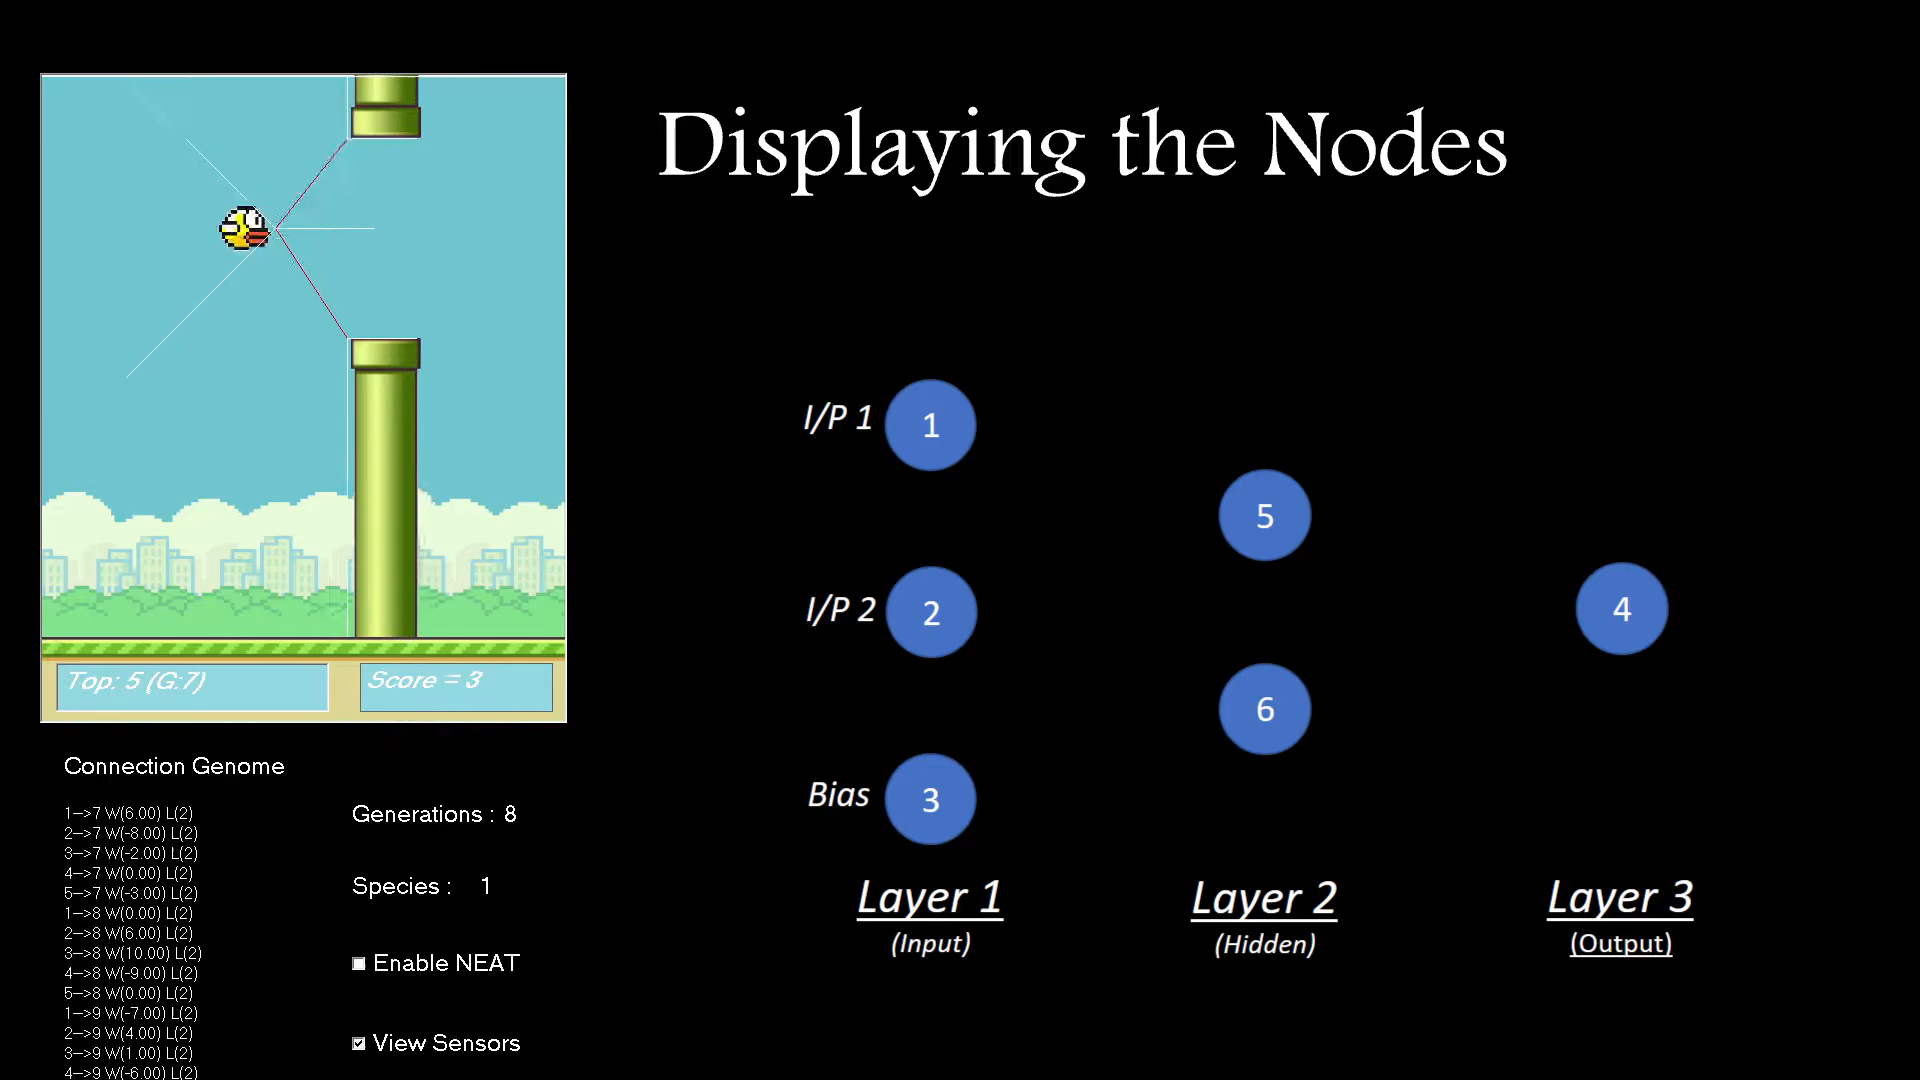 Displaying the Nodes
I/P 1
1
5
I/P 2
2
4
6
Bias
3
Layer 1
Layer 2
Layer 3
(Input)
(Hidden)
(Output)
Top: 5 (G:7)
Score = 3
Connection Genome
1-->7 W(6.00) L(2)
2-->7 W(-8.00) L(2)
3-->7 W(-2.00) L(2)
4-->7 W(0.00) L(2)
5-->7 W(-3.00) L(2)
1-->8 W(0.00) L(2)
2-->8 W(6.00) L(2)
3-->8 W(10.00) L(2)
4-->8 W(-9.00) L(2)
5-->8 W(0.00) L(2)
1-->9 W(-7.00) L(2)
2-->9 W(4.00) L(2)
3-->9 W(1.00) L(2)
4-->9 W(-6.00) L(2)
Generations : 8
Species : 1
Enable NEAT
View Sensors